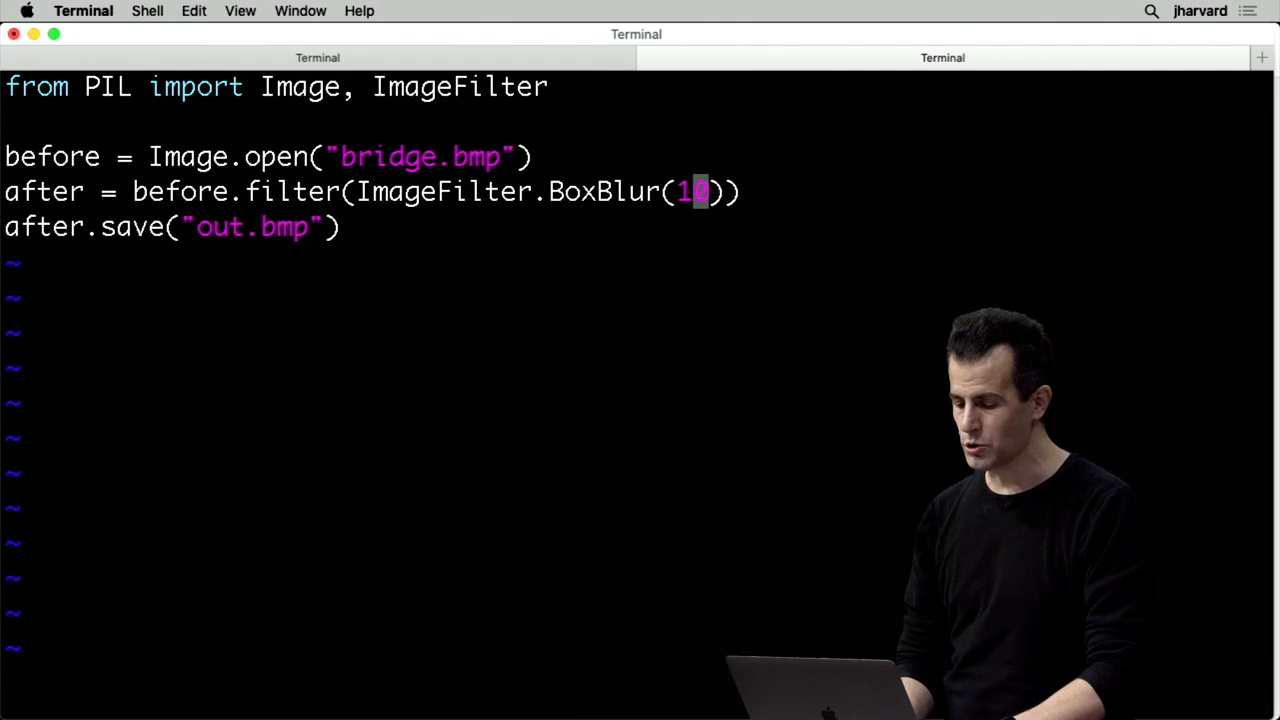 Terminal Shell Edit View Window Help jharvard
Terminal
Terminal Terminal +
from PIL import Image, ImageFilter
before = Image.open("bridge.bmp")
after = before.filter(ImageFilter.BoxBlur(10))
after.save("out.bmp")
~
~
~
~
~
~
~
~
~
~
~
~